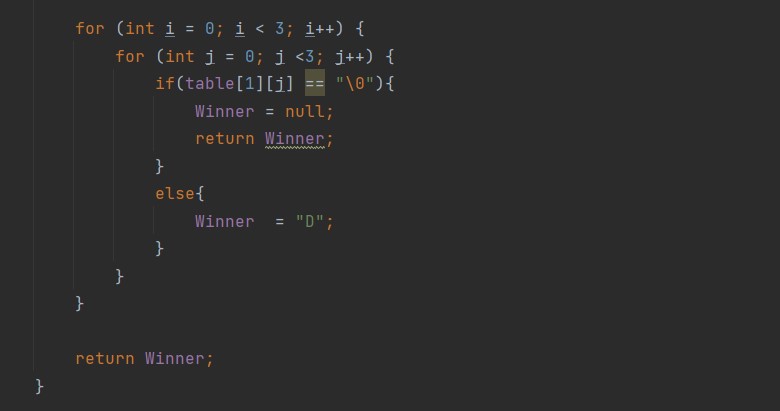 for (int i = 0; i < 3; i++) {
for (int j = 0; j <3; j++) {
if(table[1][j] == "\0"){
Winner = null;
return Winner;
}
else{
Winner  = "D";
}
}
}
return Winner;
}